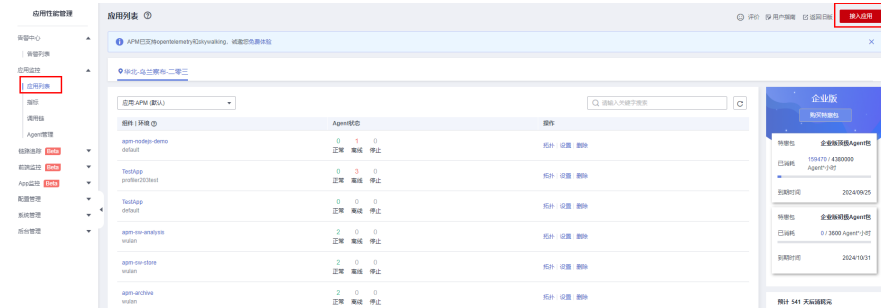 应用性能管理
告警中心
告警列表
应用监控
应用列表
指标
调用链
Agent管理
链路追踪 Beta
前端监控 Beta
App监控 Beta
配置管理
系统管理
后台管理
应用列表
评价 用户指南 返回旧版 接入应用
APM已支持opentelemetry和skywalking，诚邀您免费体验
华北-乌兰察布-二零三
应用:APM (默认)
请输入关键字搜索
组件 | 环境 Agent状态 操作
apm-nodejs-demo 0 1 0 拓扑 设置 删除
default 正常 离线 停止
TestApp 0 3 0 拓扑 设置 删除
profiler203test 正常 离线 停止
TestApp 0 0 0 拓扑 设置 删除
default 正常 离线 停止
apm-sw-analysis 2 0 0 拓扑 设置 删除
wulan 正常 离线 停止
apm-sw-store 2 0 0 拓扑 设置 删除
wulan 正常 离线 停止
apm-archive 2 0 0 拓扑 设置 删除
wulan 正常 离线 停止
企业版
购买特惠包
特惠包 企业版顶级Agent包
已消耗 159470 / 4380000
Agent*小时
到期时间 2024/09/25
特惠包 企业版初级Agent包
已消耗 0 / 3600 Agent*小时
到期时间 2024/10/31
预计 541 天后消耗完